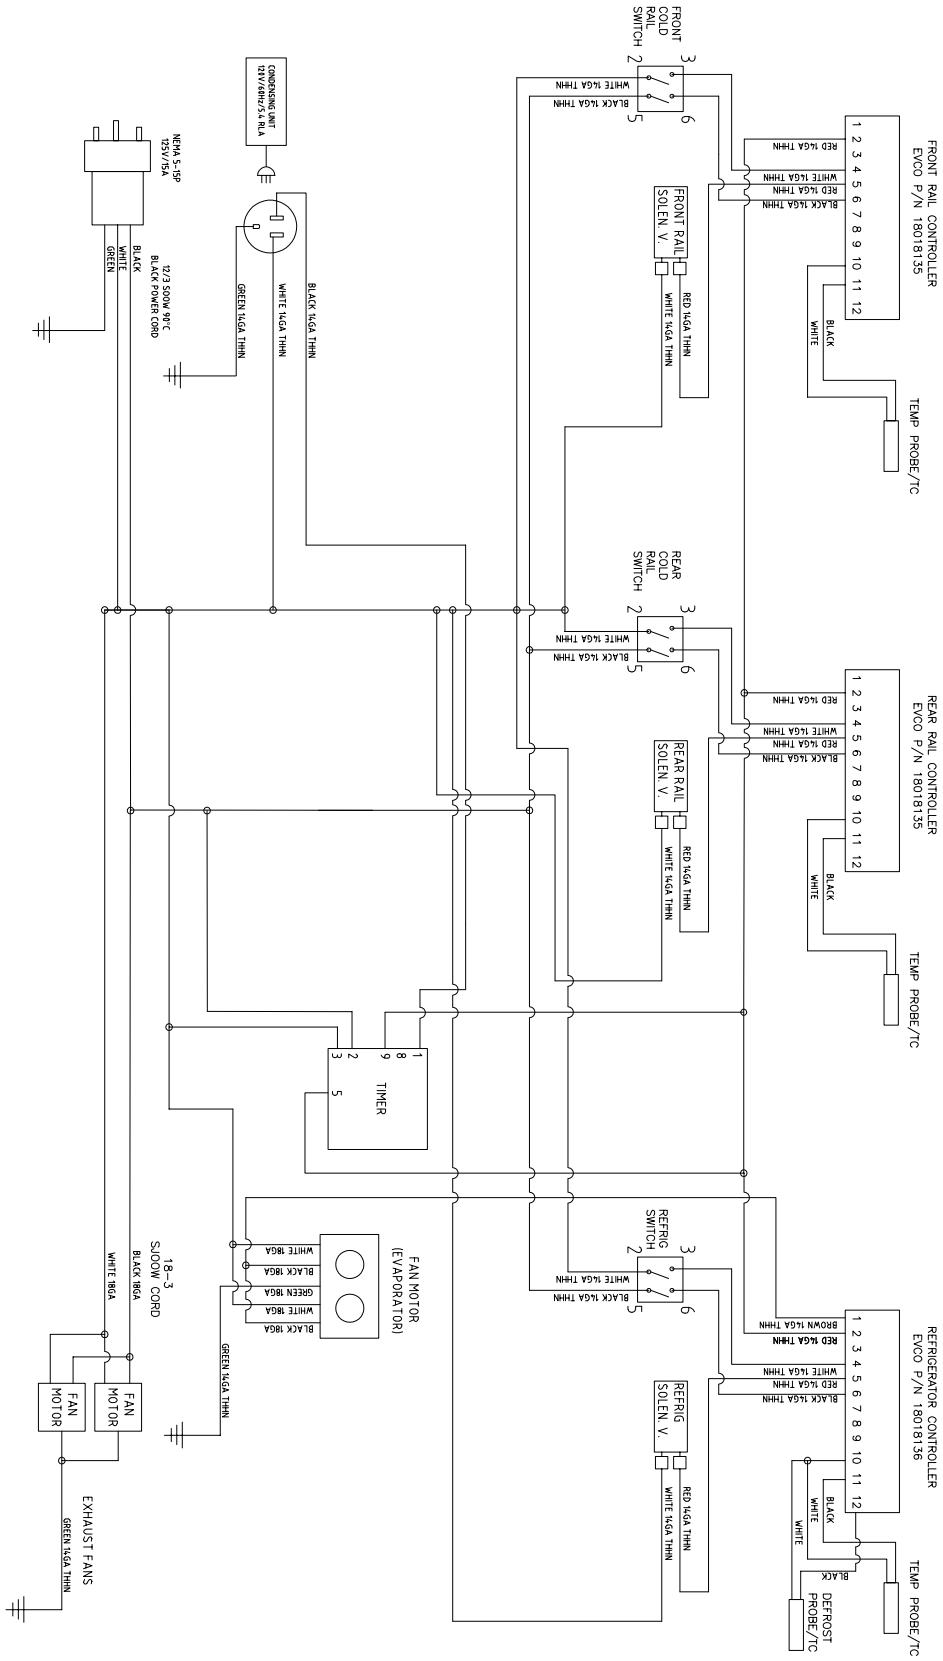 FRONT RAIL CONTROLLER
EVCO P/N 18018135
1 2 3 4 5 6 7 8 9 10 11 12
RED 14GA THHN
WHITE 14GA THHN
RED 14GA THHN
BLACK 14GA THHN
BLACK
WHITE
TEMP PROBE/TC
REAR RAIL CONTROLLER
EVCO P/N 18018135
1 2 3 4 5 6 7 8 9 10 11 12
RED 14GA THHN
WHITE 14GA THHN
RED 14GA THHN
BLACK 14GA THHN
BLACK
WHITE
TEMP PROBE/TC
REFRIGERATOR CONTROLLER
EVCO P/N 18018136
1 2 3 4 5 6 7 8 9 10 11 12
BROWN 14GA THHN
RED 14GA THHN
WHITE 14GA THHN
RED 14GA THHN
BLACK 14GA THHN
BLACK
WHITE
WHITE
BLACK
TEMP PROBE/TC
DEFROST
PROBE/TC
FRONT
COLD
RAIL
SWITCH
3
6
2
5
WHITE 14GA THHN
BLACK 14GA THHN
FRONT RAIL
SOLEN. V.
RED 14GA THHN
WHITE 14GA THHN
REAR
COLD
RAIL
SWITCH
3
6
2
5
WHITE 14GA THHN
BLACK 14GA THHN
REAR RAIL
SOLEN. V.
RED 14GA THHN
WHITE 14GA THHN
REFRIG
SWITCH
3
6
2
5
WHITE 14GA THHN
BLACK 14GA THHN
REFRIG
SOLEN. V.
RED 14GA THHN
WHITE 14GA THHN
CONDENSING UNIT
120V/60Hz/5.4 RLA
BLACK 14GA THHN
WHITE 14GA THHN
GREEN 14GA THHN
1
8
9
2
3
5
TIMER
FAN MOTOR
(EVAPORATOR)
WHITE 18GA
BLACK 18GA
GREEN 18GA
WHITE 18GA
BLACK 18GA
GREEN 14GA THHN
NEMA 5-15P
125V/15A
12/3 SOOW 90°C
BLACK POWER CORD
BLACK
WHITE
GREEN
18-3
SJOOW CORD
BLACK 18GA
WHITE 18GA
FAN
MOTOR
FAN
MOTOR
EXHAUST FANS
GREEN 14GA THHN